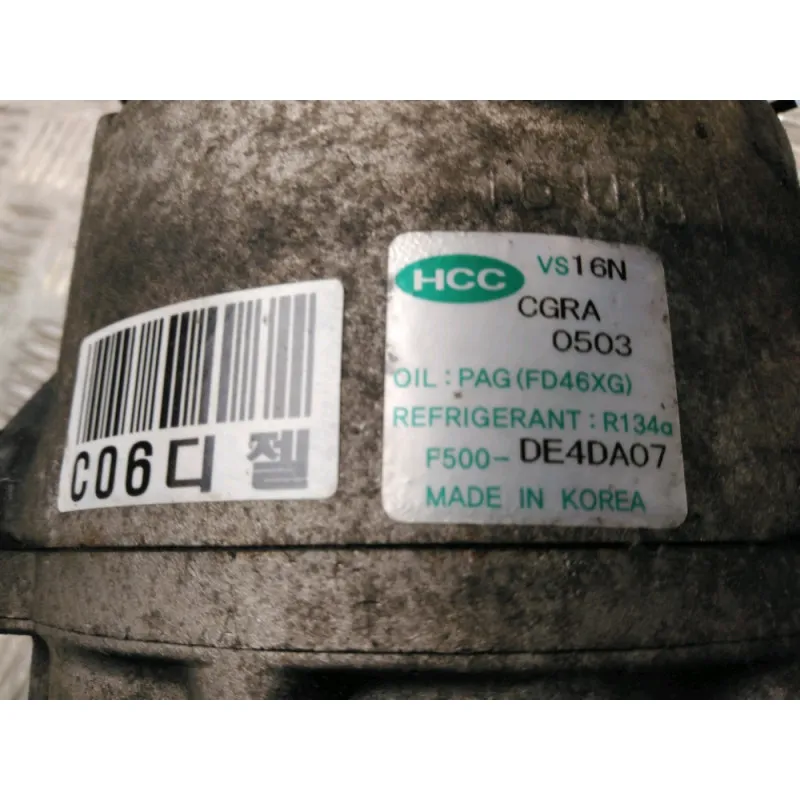 HCC VS16N
CGRA
0503
OIL : PAG (FD46XG)
REFRIGERANT : R134a
F500-DE4DA07
MADE IN KOREA
C06디젤